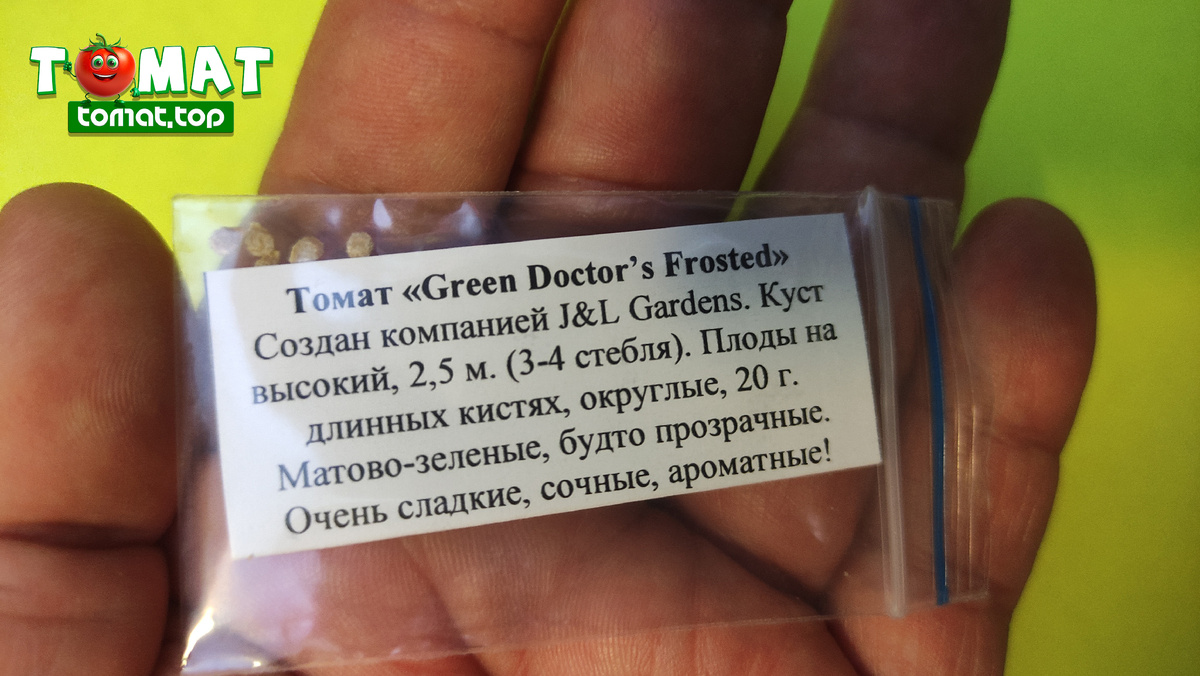 TOMAT
tomat.top
Томат «Green Doctor’s Frosted»
Создан компанией J&L Gardens. Куст
высокий, 2,5 м. (3-4 стебля). Плоды на
длинных кистях, округлые, 20 г.
Матово-зеленые, будто прозрачные.
Очень сладкие, сочные, ароматные!